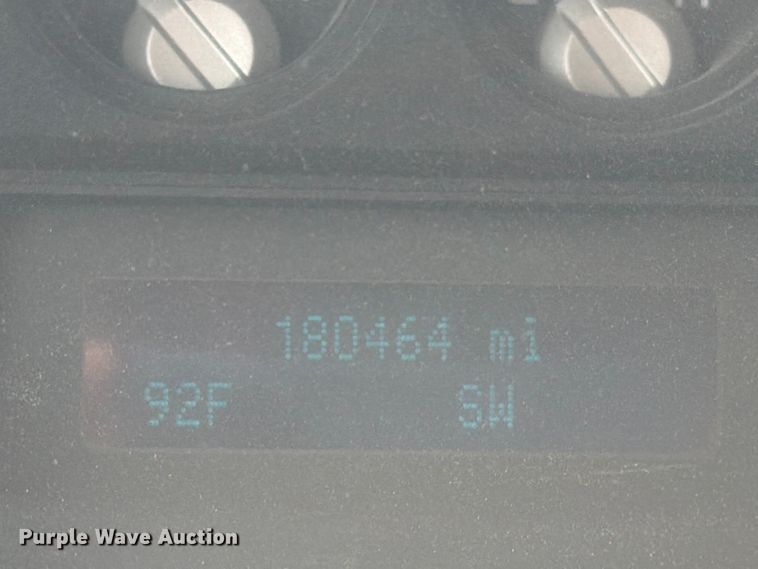 180464 mi
92F SW
Purple Wave Auction